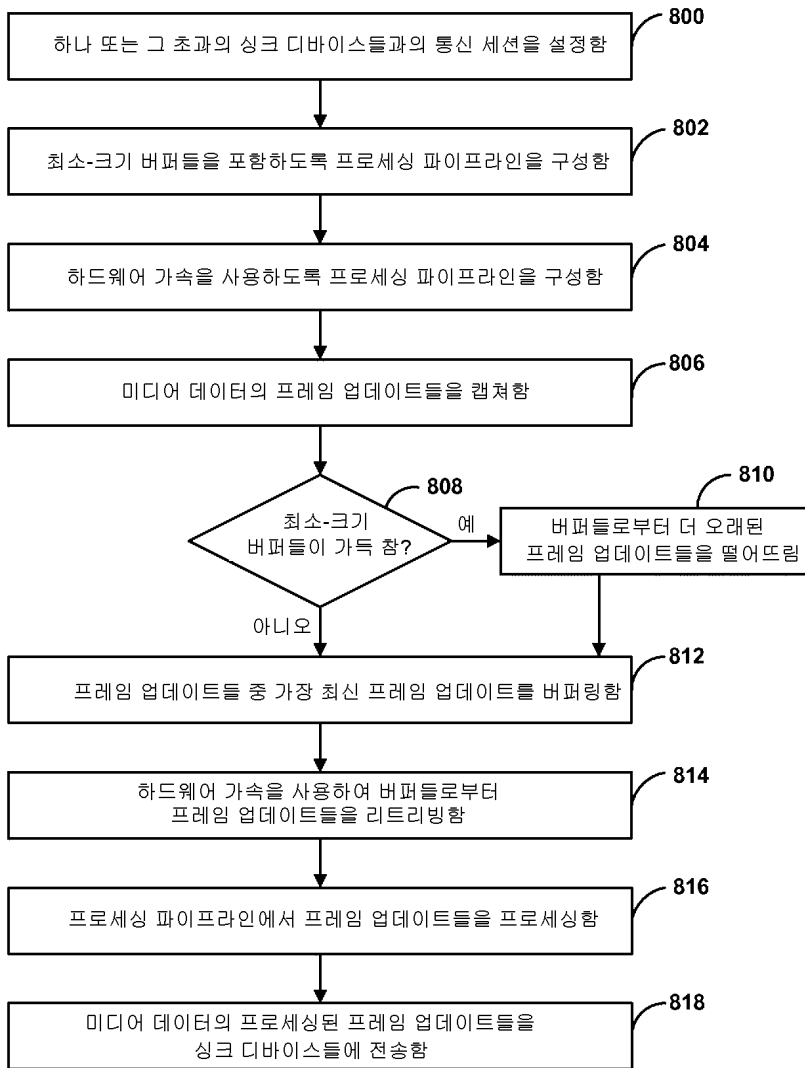 800
하나 또는 그 초과의 싱크 디바이스들과의 통신 세션을 설정함
802
최소-크기 버퍼들을 포함하도록 프로세싱 파이프라인을 구성함
804
하드웨어 가속을 사용하도록 프로세싱 파이프라인을 구성함
806
미디어 데이터의 프레임 업데이트들을 캡쳐함
808
최소-크기
버퍼들이 가득 참?
예
810
버퍼들로부터 더 오래된
프레임 업데이트들을 떨어뜨림
아니오
812
프레임 업데이트들 중 가장 최신 프레임 업데이트를 버퍼링함
814
하드웨어 가속을 사용하여 버퍼들로부터
프레임 업데이트들을 리트리빙함
816
프로세싱 파이프라인에서 프레임 업데이트들을 프로세싱함
818
미디어 데이터의 프로세싱된 프레임 업데이트들을
싱크 디바이스들에 전송함